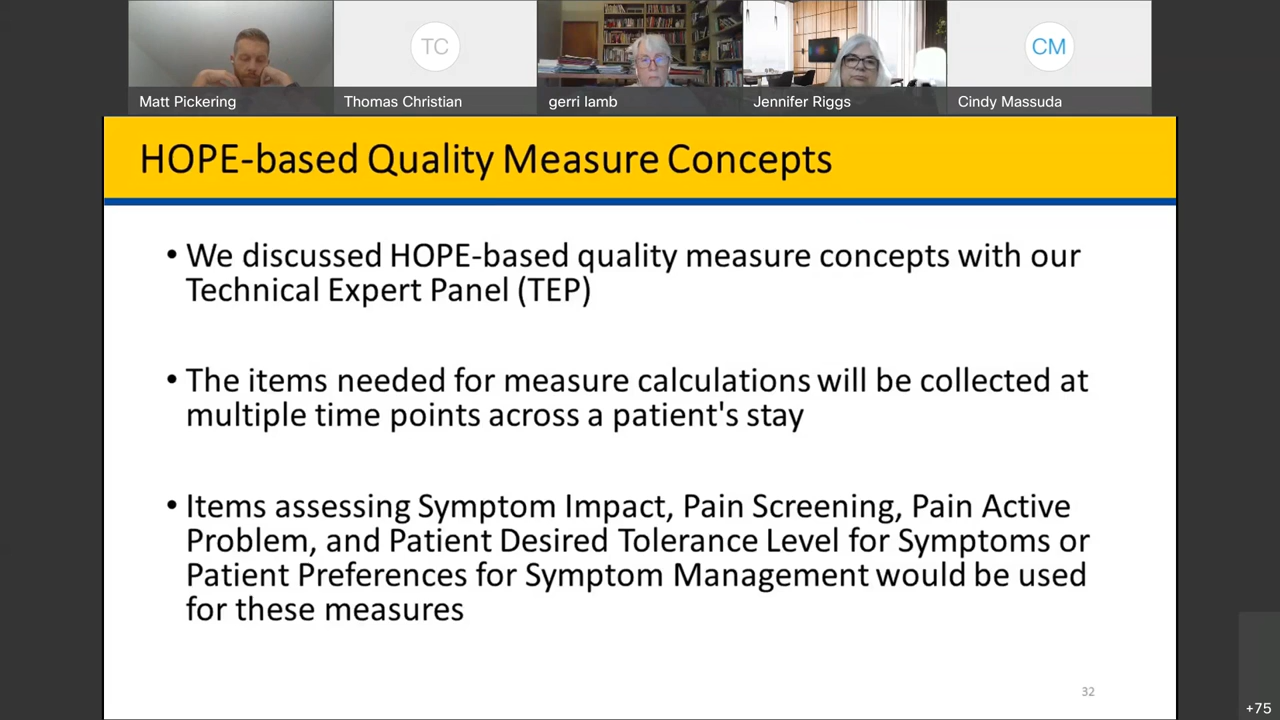 TC
CM
Matt Pickering
Thomas Christian
gerri lamb
Jennifer Riggs
Cindy Massuda
HOPE-based Quality Measure Concepts
• We discussed HOPE-based quality measure concepts with our
Technical Expert Panel (TEP)
• The items needed for measure calculations will be collected at
multiple time points across a patient's stay
• Items assessing Symptom Impact, Pain Screening, Pain Active
Problem, and Patient Desired Tolerance Level for Symptoms or
Patient Preferences for Symptom Management would be used
for these measures
32
+75